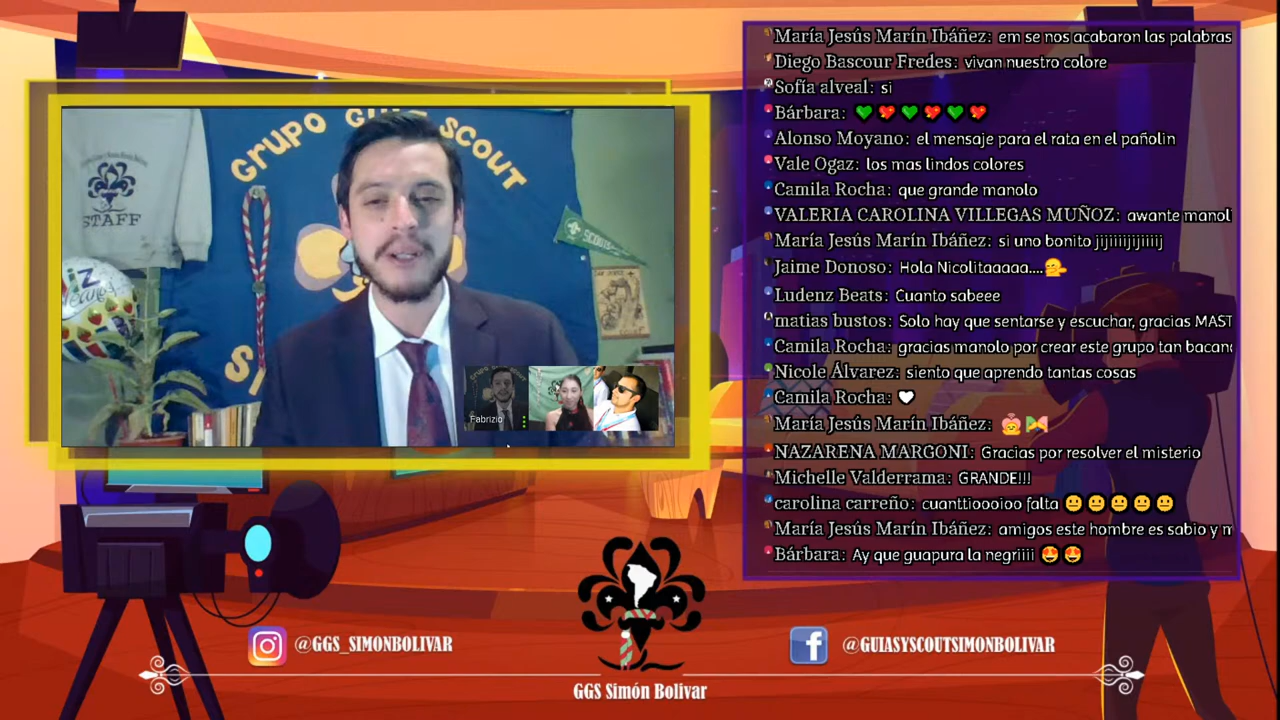 GRUPO GUIA SCOUT
STAFF
SCOUTS
Fabrizio
María Jesús Marín Ibáñez: em se nos acabaron las palabras
Diego Bascour Fredes: vivan nuestro colore
Sofía alveal: si
Bárbara: 💚💖💚💖💚💖
Alonso Moyano: el mensaje para el rata en el pañolin
Vale Ogaz: los mas lindos colores
Camila Rocha: que grande manolo
VALERIA CAROLINA VILLEGAS MUÑOZ: awante manol
María Jesús Marín Ibáñez: si uno bonito jijiiiijijiiiij
Jaime Donoso: Hola Nicolitaaaaa....🫂
Ludenz Beats: Cuanto sabeee
matias bustos: Solo hay que sentarse y escuchar, gracias MAST
Camila Rocha: gracias manolo por crear este grupo tan bacano
Nicole Álvarez: siento que aprendo tantas cosas
Camila Rocha: 🤍
María Jesús Marín Ibáñez:
NAZARENA MARGONI: Gracias por resolver el misterio
Michelle Valderrama: GRANDE!!!
carolina carreño: cuanttioooioo falta 😐😐😐😐😐
María Jesús Marín Ibáñez: amigos este hombre es sabio y m
Bárbara: Ay que guapura la negriiii 😍😍
@GGS_SIMONBOLIVAR
@GUIASYSCOUTSIMONBOLIVAR
GGS Simón Bolivar